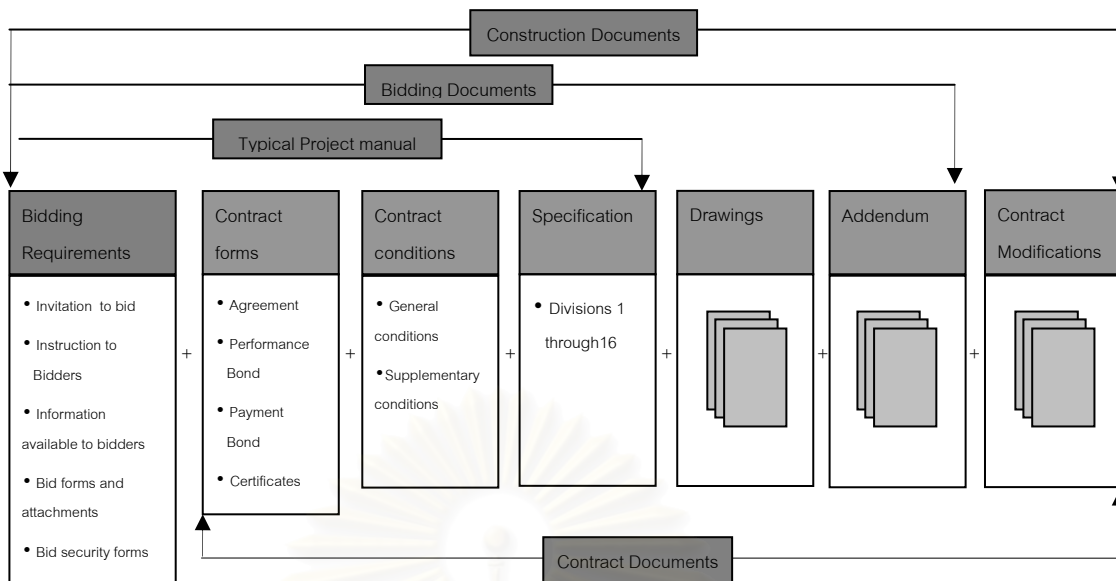 Construction Documents
Bidding Documents
Typical Project manual
Bidding
Requirements
• Invitation to bid
• Instruction to
Bidders
• Information
available to bidders
• Bid forms and
attachments
• Bid security forms
+
Contract
forms
• Agreement
• Performance
Bond
• Payment
Bond
• Certificates
+
Contract
conditions
• General
conditions
•Supplementary
conditions
+
Specification
• Divisions 1
through16
+
Drawings
+
Addendum
+
Contract
Modifications
Contract Documents